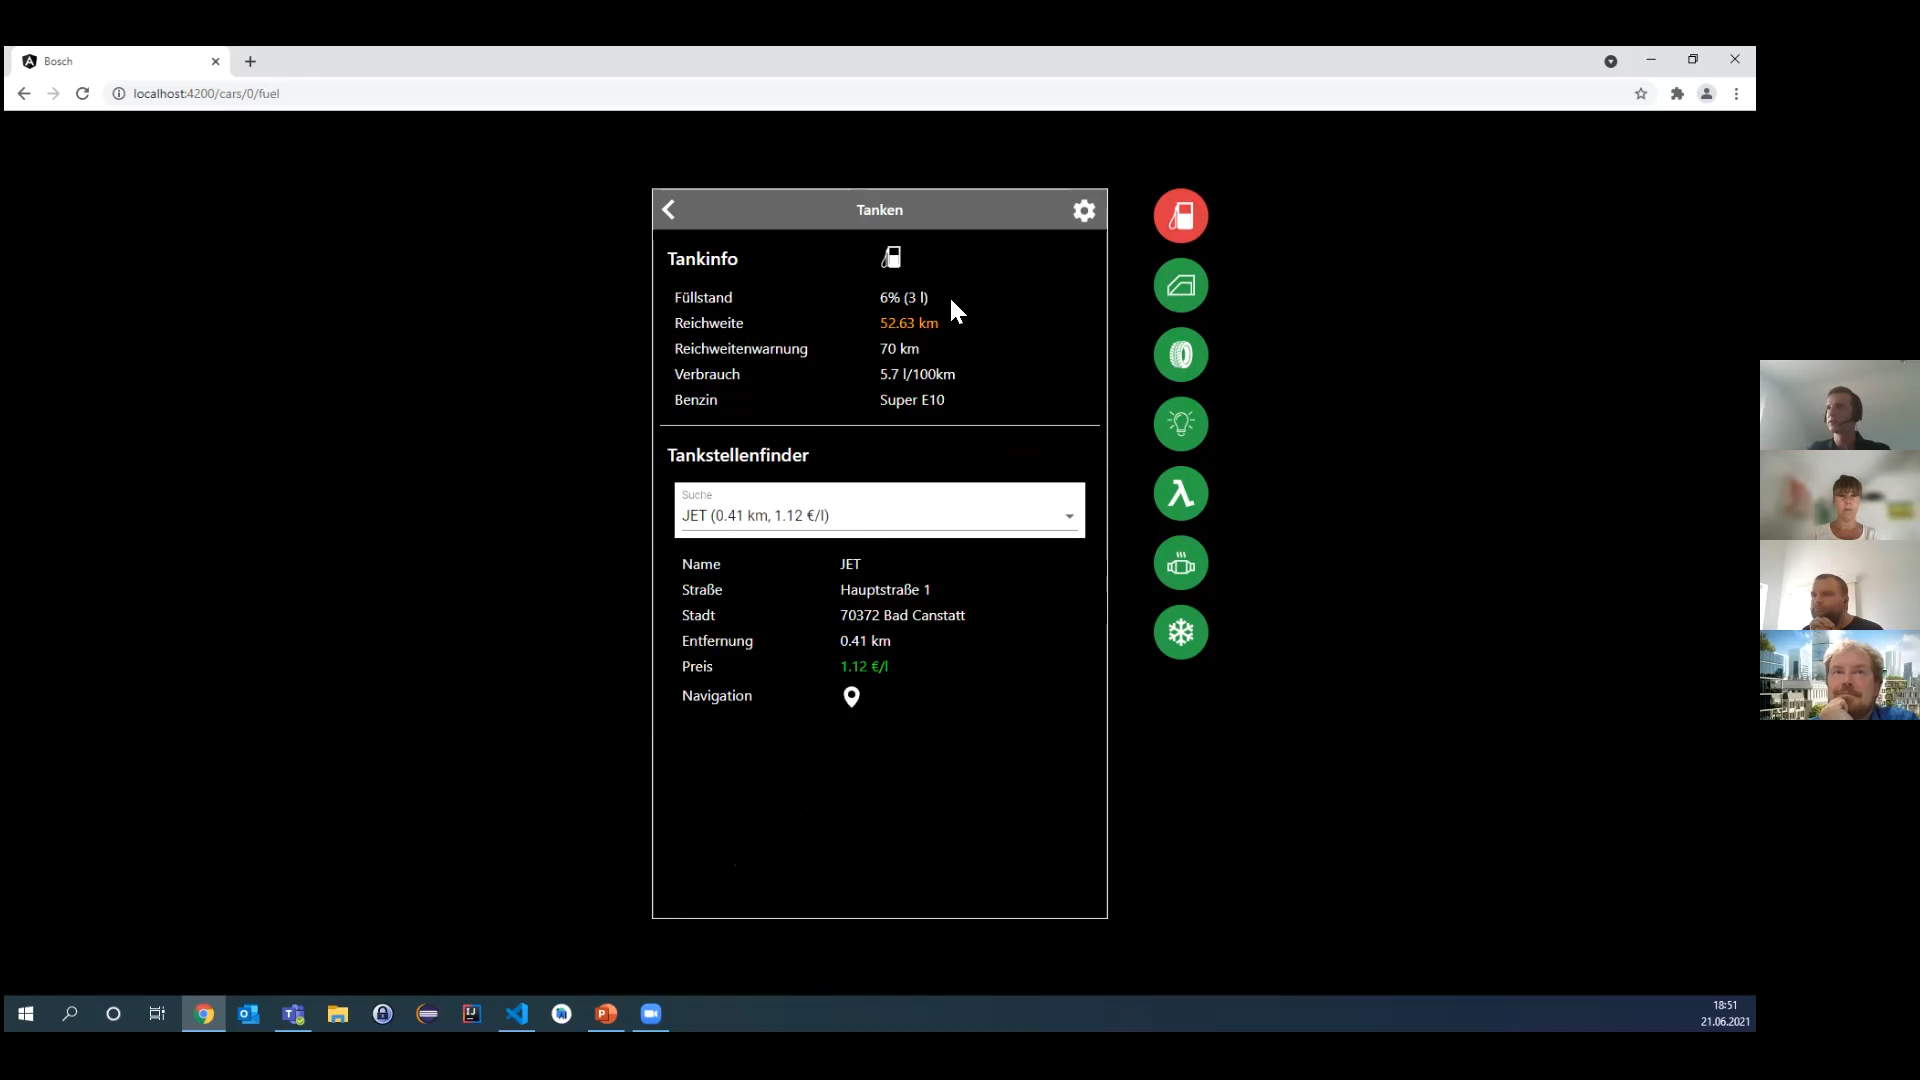 Bosch
localhost:4200/cars/0/fuel
Tanken
Tankinfo
Füllstand 6% (3 l)
Reichweite 52.63 km
Reichweitenwarnung 70 km
Verbrauch 5.7 l/100km
Benzin Super E10
Tankstellenfinder
Suche
JET (0.41 km, 1.12 €/l)
Name JET
Straße Hauptstraße 1
Stadt 70372 Bad Canstatt
Entfernung 0.41 km
Preis 1.12 €/l
Navigation
18:51
21.06.2021